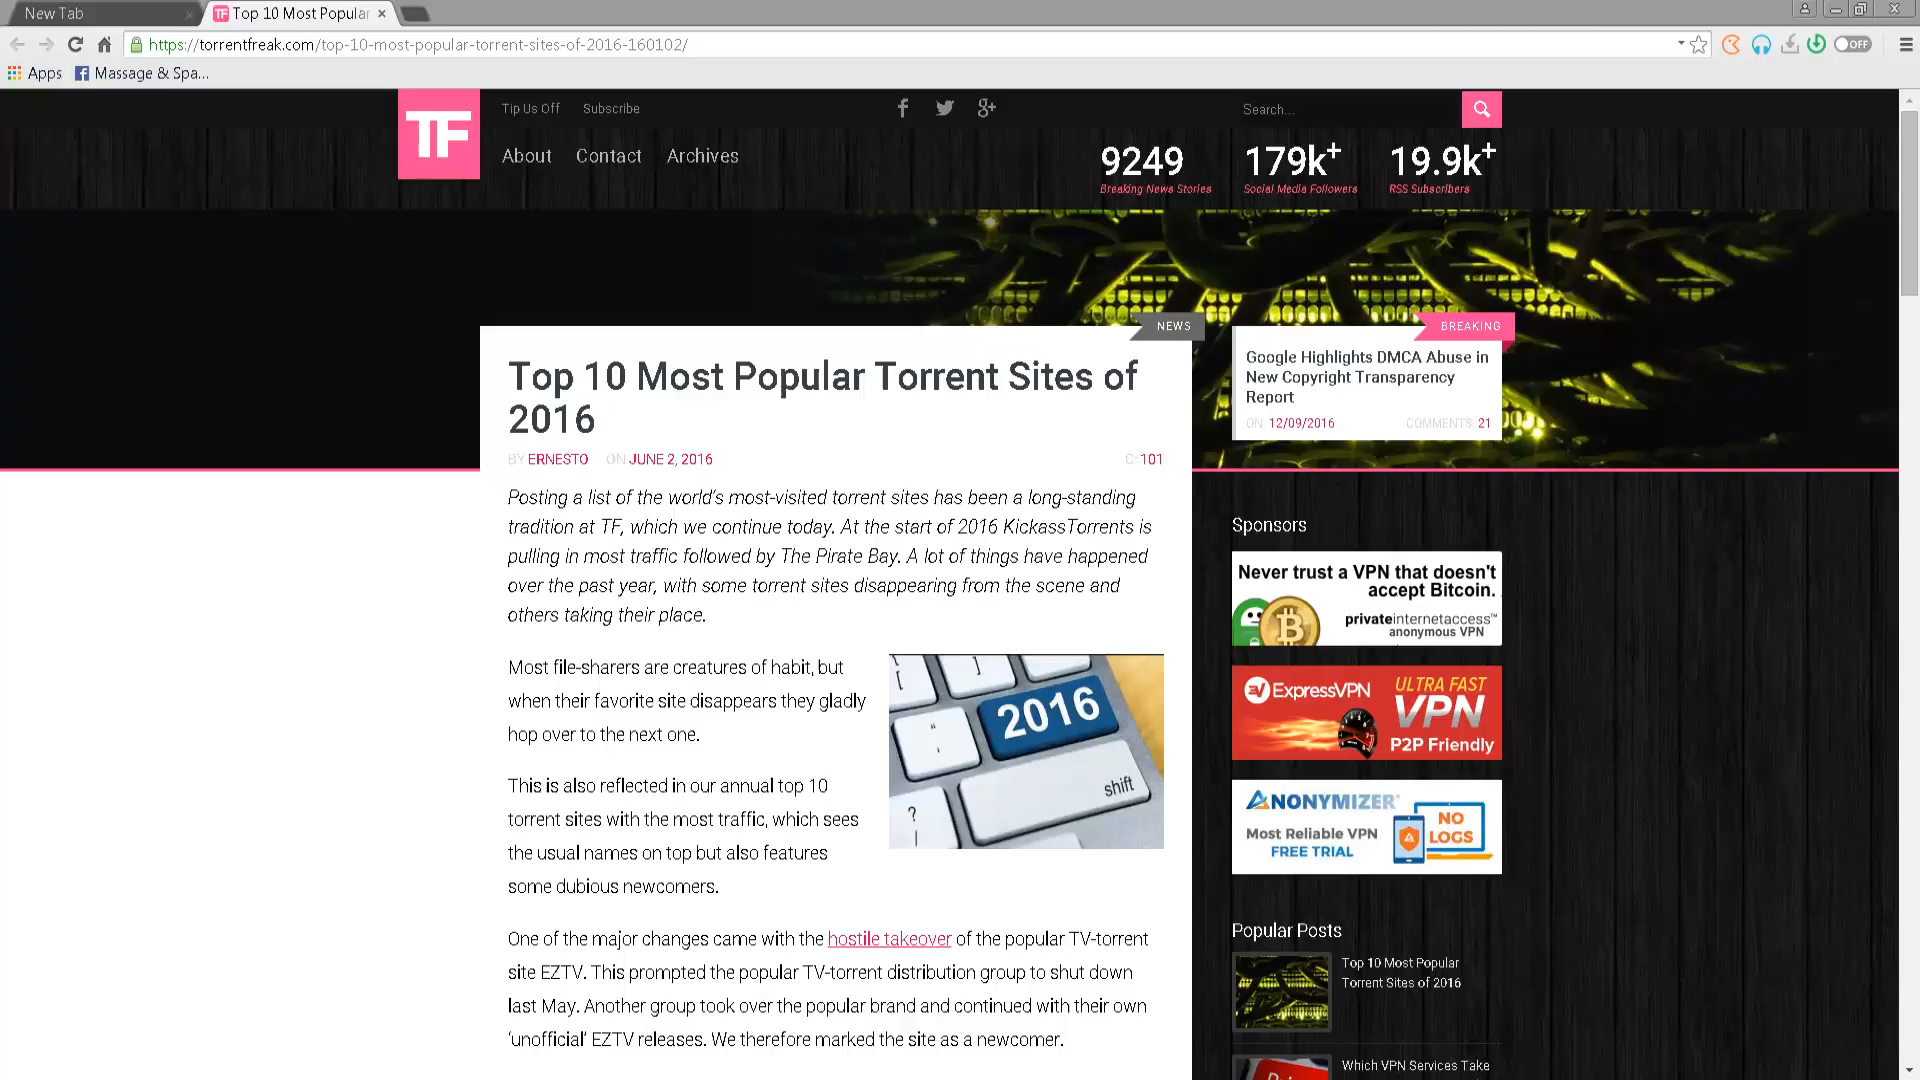 New Tab
Top 10 Most Popular
https://torrentfreak.com/top-10-most-popular-torrent-sites-of-2016-160102/
OFF
Apps
Massage & Spa...
TF
Tip Us Off
Subscribe
Search...
About
Contact
Archives
9249
Breaking News Stories
179k+
Social Media Followers
19.9k+
RSS Subscribers
NEWS
Top 10 Most Popular Torrent Sites of
2016
BY ERNESTO
ON JUNE 2, 2016
C: 101
Posting a list of the world's most-visited torrent sites has been a long-standing
tradition at TF, which we continue today. At the start of 2016 KickassTorrents is
pulling in most traffic followed by The Pirate Bay. A lot of things have happened
over the past year, with some torrent sites disappearing from the scene and
others taking their place.
Most file-sharers are creatures of habit, but
when their favorite site disappears they gladly
hop over to the next one.
2016
shift
This is also reflected in our annual top 10
torrent sites with the most traffic, which sees
the usual names on top but also features
some dubious newcomers.
One of the major changes came with the hostile takeover of the popular TV-torrent
site EZTV. This prompted the popular TV-torrent distribution group to shut down
last May. Another group took over the popular brand and continued with their own
'unofficial' EZTV releases. We therefore marked the site as a newcomer.
BREAKING
Google Highlights DMCA Abuse in
New Copyright Transparency
Report
ON 12/09/2016
COMMENTS: 21
Sponsors
Never trust a VPN that doesn't
accept Bitcoin.
privateinternetaccess™
anonymous VPN
ExpressVPN
ULTRA FAST
VPN
P2P Friendly
ANONYMIZER®
Most Reliable VPN
FREE TRIAL
NO
LOGS
Popular Posts
Top 10 Most Popular
Torrent Sites of 2016
Which VPN Services Take